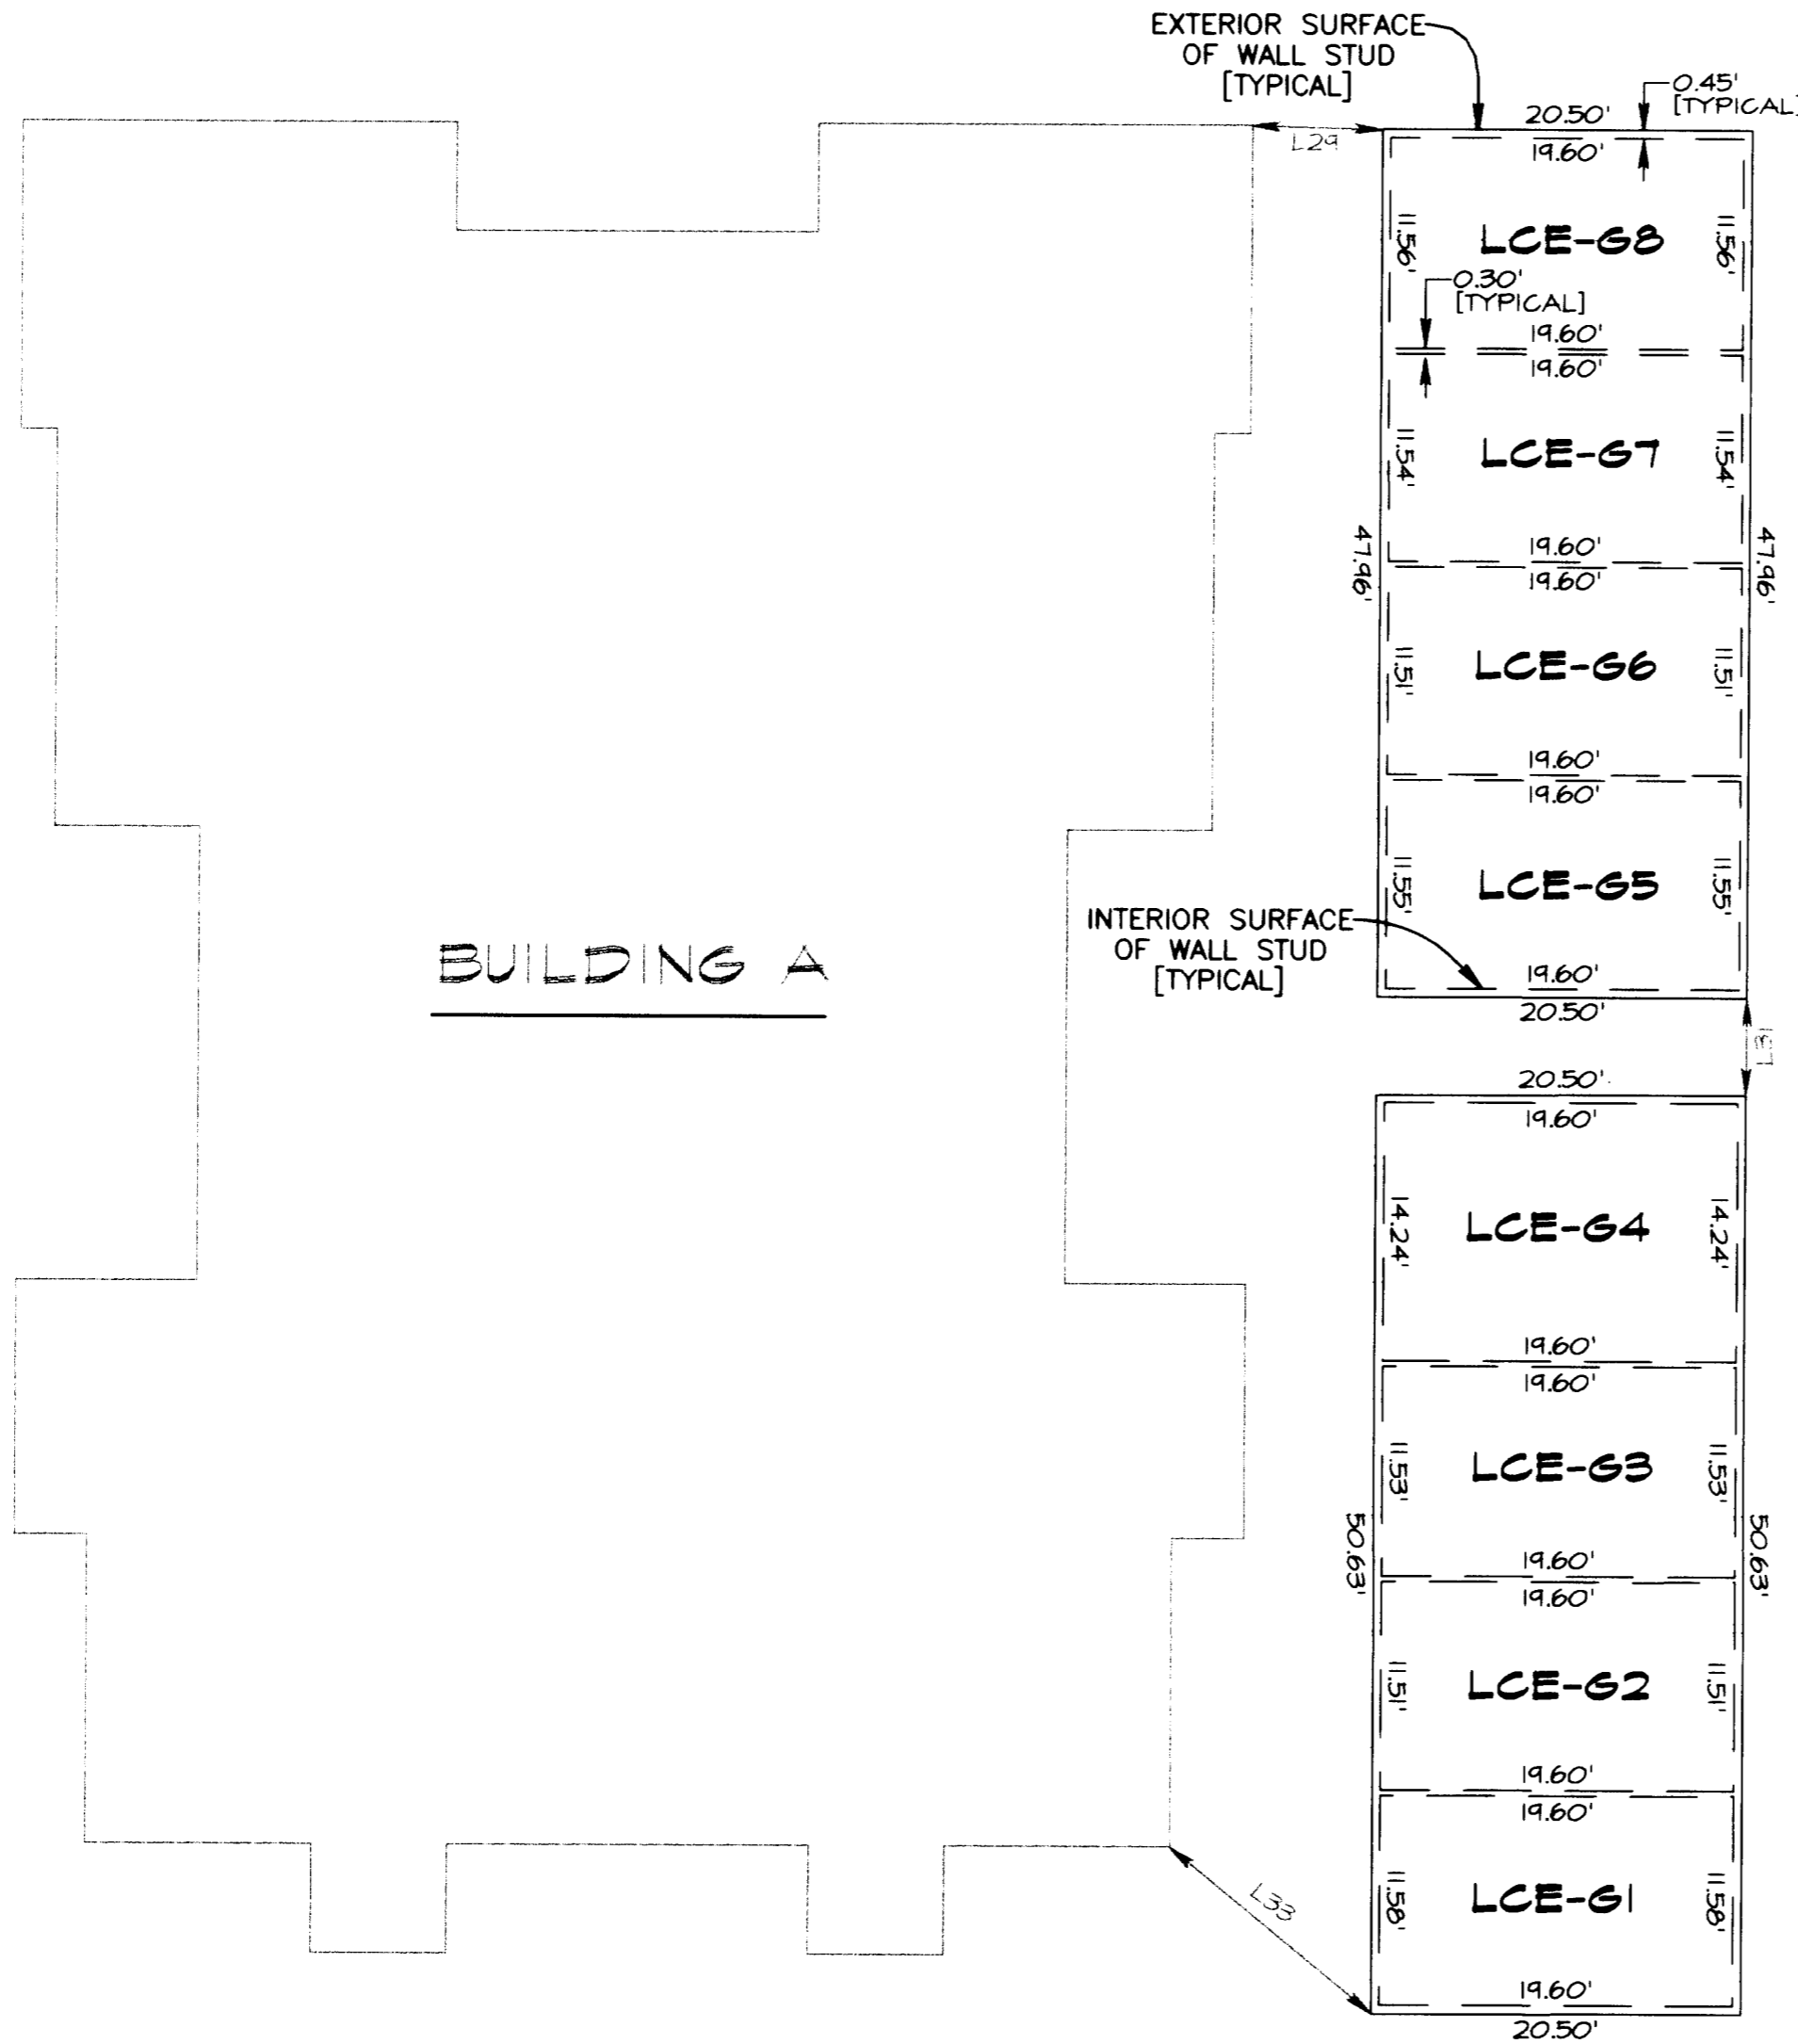 EXTERIOR SURFACE
OF WALL STUD
[TYPICAL]
0.45'
[TYPICAL]
20.50'
L29
19.60'
11.56'
LCE-G8
11.56'
0.30'
[TYPICAL]
19.60'
19.60'
11.54'
LCE-G7
11.54'
47.96'
47.96'
19.60'
19.60'
11.51'
LCE-G6
11.51'
19.60'
19.60'
11.55'
LCE-G5
11.55'
INTERIOR SURFACE
OF WALL STUD
[TYPICAL]
BUILDING A
19.60'
20.50'
L31
20.50'
19.60'
14.24'
LCE-G4
14.24'
19.60'
19.60'
11.53'
LCE-G3
11.53'
50.63'
50.63'
19.60'
19.60'
11.51'
LCE-G2
11.51'
19.60'
19.60'
11.58'
LCE-G1
11.58'
L33
19.60'
20.50'